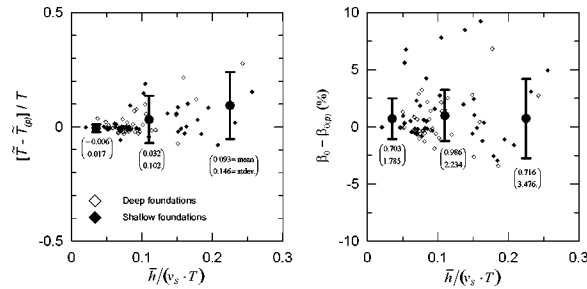 0.5
0
-0.5
[T̃ - T̃(p)] / T
(-0.006
0.017)
(0.032
0.102)
(0.093= mean
0.146= stdev.)
◇ Deep foundations
◆ Shallow foundations
0 0.1 0.2 0.3
h̄/(vS · T)
10
5
0
5
-10
β0 – β0,(p) (%)
(0.703
1.785)
(0.986
2.234)
(0.716
3.476.)
0 0.1 0.2 0.3
h̄/(vS · T)